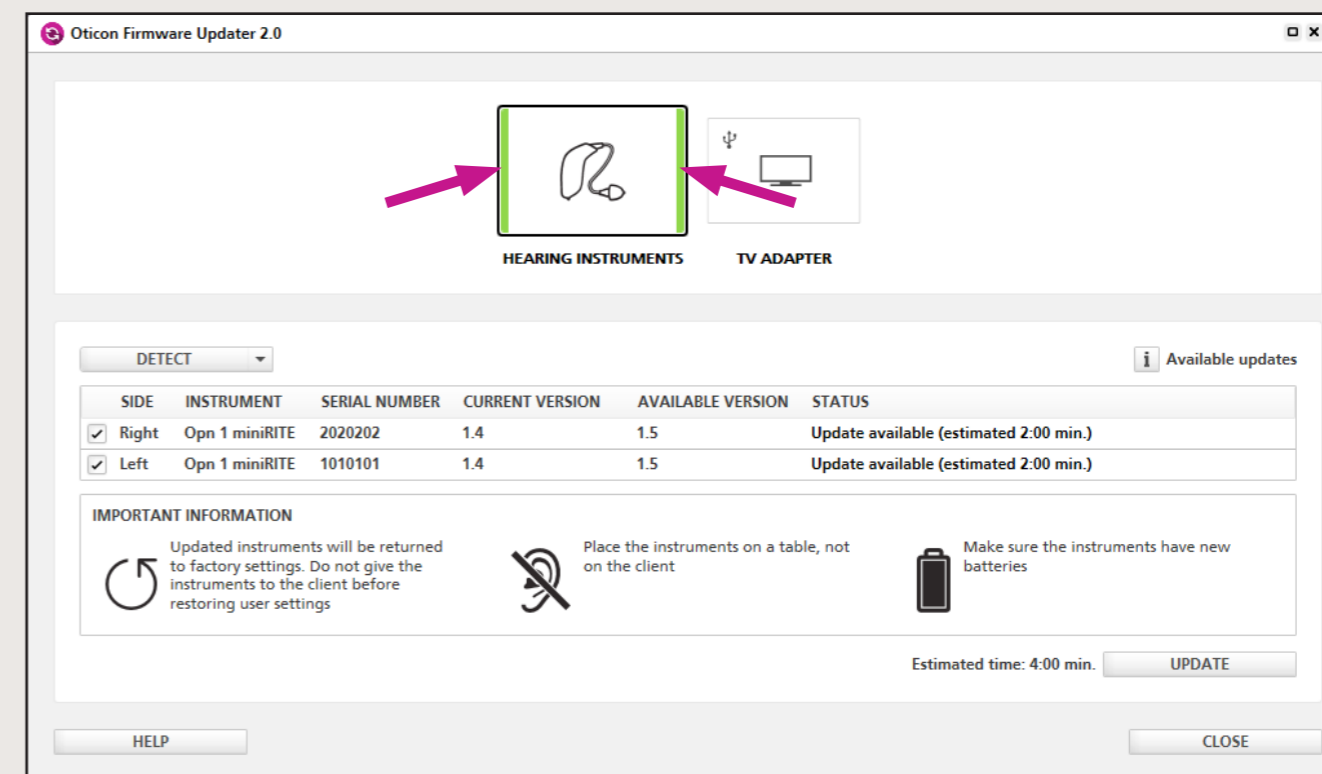 Oticon Firmware Updater 2.0
HEARING INSTRUMENTS TV ADAPTER
DETECT
i Available updates
SIDE INSTRUMENT SERIAL NUMBER CURRENT VERSION AVAILABLE VERSION STATUS
Right Opn 1 miniRITE 2020202 1.4 1.5 Update available (estimated 2:00 min.)
Left Opn 1 miniRITE 1010101 1.4 1.5 Update available (estimated 2:00 min.)
IMPORTANT INFORMATION
Updated instruments will be returned
to factory settings. Do not give the
instruments to the client before
restoring user settings
Place the instruments on a table, not
on the client
Make sure the instruments have new
batteries
Estimated time: 4:00 min. UPDATE
HELP CLOSE